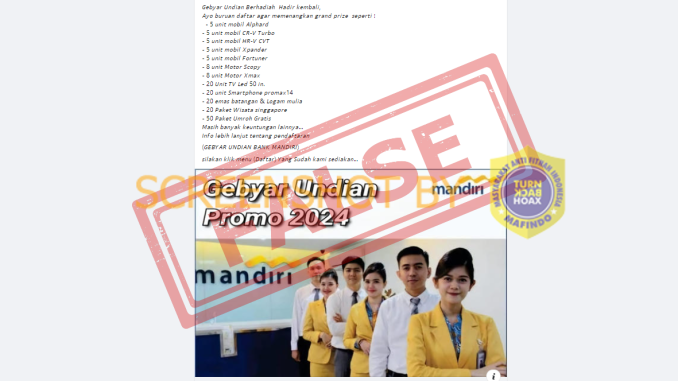 Gebyar Undian Berhadiah Hadir kembali,
Ayo buruan daftar agar memenangkan grand prize seperti !
- 5 unit mobil Alphard
- 5 unit mobil CR-V Turbo
- 5 unit mobil HR-V CVT
- 5 unit mobil Xpander
- 5 unit mobil Fortuner
- 8 unit Motor Scopy
- 8 unit Motor Xmax
- 20 Unit TV Led 50 in.
- 20 unit Smartphone promax14
- 20 emas batangan & Logam mulia
- 20 Paket Wisata singgapore
- 50 Paket Umroh Gratis
Masih banyak keuntungan lainnya...
Info lebih lanjut tentang pendaftaran
(GEBYAR UNDIAN BANK MANDIRI)
silakan klik menu (Daftar) Yang Sudah kami sediakan...
FALSE
SCREENSHOT BY
MASYARAKAT ANTI FITNAH INDONESIA
TURN
BACK
HOAX
MAFINDO
Gebyar Undian
Promo 2024
mandiri
mandiri
i